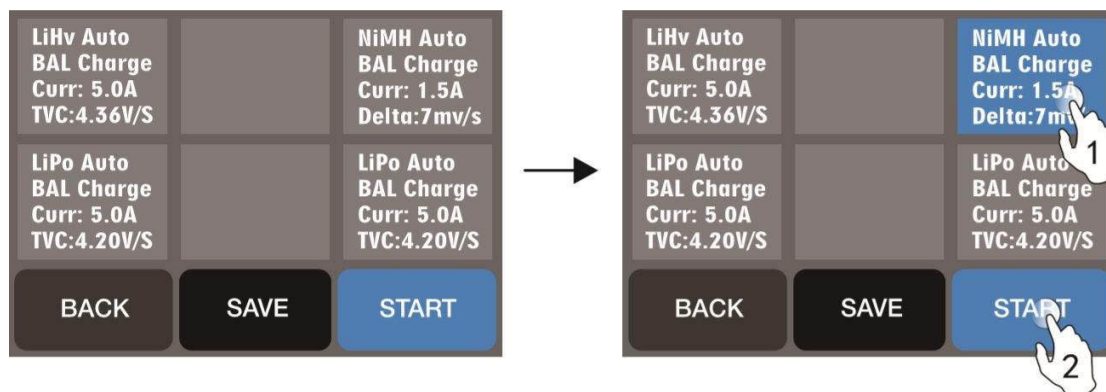 LiHv Auto
BAL Charge
Curr: 5.0A
TVC:4.36V/S
NiMH Auto
BAL Charge
Curr: 1.5A
Delta:7mv/s
LiPo Auto
BAL Charge
Curr: 5.0A
TVC:4.20V/S
LiPo Auto
BAL Charge
Curr: 5.0A
TVC:4.20V/S
BACK
SAVE
START
LiHv Auto
BAL Charge
Curr: 5.0A
TVC:4.36V/S
NiMH Auto
BAL Charge
Curr: 1.5A
Delta:7m
1
LiPo Auto
BAL Charge
Curr: 5.0A
TVC:4.20V/S
LiPo Auto
BAL Charge
Curr: 5.0A
TVC:4.20V/S
BACK
SAVE
START
2